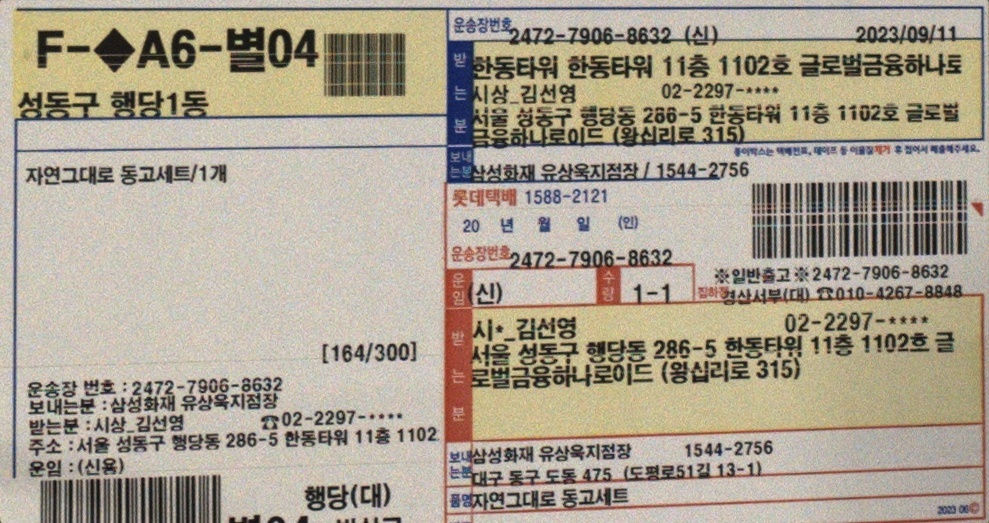 F-◆A6-별04
성동구 행당1동
자연그대로 동고세트/1개
[164/300]
운송장 번호 : 2472-7906-8632
보내는분 : 삼성화재 유상욱지점장
받는분 : 시상_김선영 ☎02-2297-****
주소 : 서울 성동구 행당동 286-5 한동타워 11층 1102
운임 : (신용)
행당(대)
운송장번호 2472-7906-8632 (신) 2023/09/11
받는분
한동타워 한동타워 11층 1102호 글로벌금융하나로
시상_김선영 02-2297-****
서울 성동구 행당동 286-5 한동타워 11층 1102호 글로벌
금융하나로이드 (왕십리로 315)
종이박스는 택배전표, 테이프 등 이물질제거 후 접어서 배출해주세요.
보내는분 삼성화재 유상욱지점장 / 1544-2756
롯데택배 1588-2121
20 년 월 일 (인)
운송장번호 2472-7906-8632
※일반출고※2472-7906-8632
운임 (신) 수량 1-1 경산서부(대) ☎010-4267-8848
받는분
시*_김선영 02-2297-****
서울 성동구 행당동 286-5 한동타워 11층 1102호 글
로벌금융하나로이드 (왕십리로 315)
보내는분 삼성화재 유상욱지점장 1544-2756
대구 동구 도동 475 (도평로51길 13-1)
품명 자연그대로 동고세트
2023 06